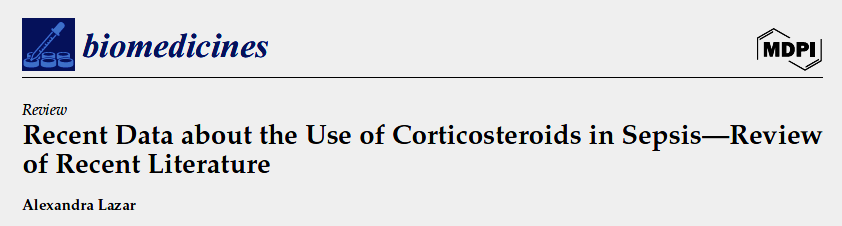 biomedicines
MDPI
Review
Recent Data about the Use of Corticosteroids in Sepsis—Review
of Recent Literature
Alexandra Lazar